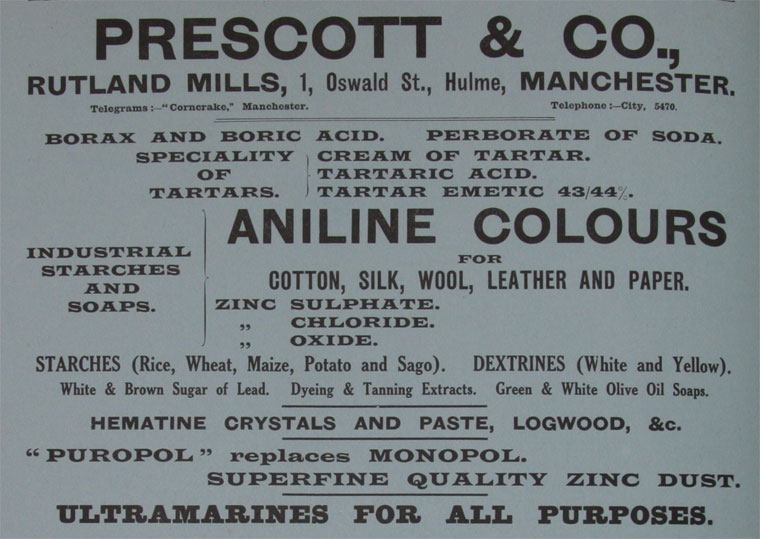 PRESCOTT & CO.,
RUTLAND MILLS, 1, Oswald St., Hulme, MANCHESTER.
Telegrams:—"Corncrake," Manchester. Telephone:—City, 5470.
BORAX AND BORIC ACID. PERBORATE OF SODA.
SPECIALITY OF TARTARS.
CREAM OF TARTAR.
TARTARIC ACID.
TARTAR EMETIC 43/44%.
INDUSTRIAL STARCHES AND SOAPS.
ANILINE COLOURS
FOR
COTTON, SILK, WOOL, LEATHER AND PAPER.
ZINC SULPHATE.
„ CHLORIDE.
„ OXIDE.
STARCHES (Rice, Wheat, Maize, Potato and Sago). DEXTRINES (White and Yellow).
White & Brown Sugar of Lead. Dyeing & Tanning Extracts. Green & White Olive Oil Soaps.
HEMATINE CRYSTALS AND PASTE, LOGWOOD, &c.
"PUROPOL" replaces MONOPOL.
SUPERFINE QUALITY ZINC DUST.
ULTRAMARINES FOR ALL PURPOSES.